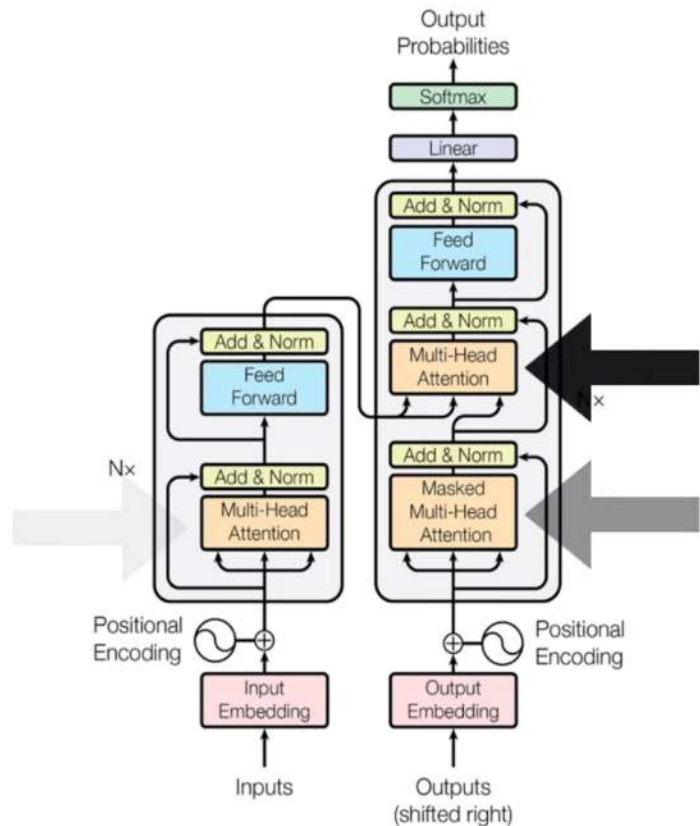 Output
Probabilities
Softmax
Linear
Add & Norm
Feed
Forward
Add & Norm
Multi-Head
Attention
N×
Add & Norm
Masked
Multi-Head
Attention
Add & Norm
Feed
Forward
N×
Add & Norm
Multi-Head
Attention
Positional
Encoding
Positional
Encoding
Input
Embedding
Output
Embedding
Inputs
Outputs
(shifted right)